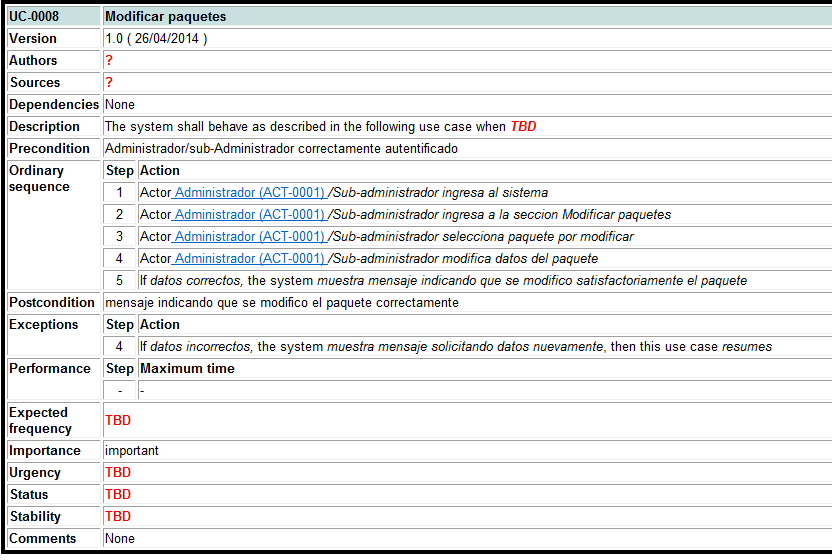 UC-0008 Modificar paquetes
Version 1.0 ( 26/04/2014 )
Authors ?
Sources ?
Dependencies None
Description The system shall behave as described in the following use case when TBD
Precondition Administrador/sub-Administrador correctamente autentificado
Ordinary sequence Step Action
1 Actor Administrador (ACT-0001) /Sub-administrador ingresa al sistema
2 Actor Administrador (ACT-0001) /Sub-administrador ingresa a la seccion Modificar paquetes
3 Actor Administrador (ACT-0001) /Sub-administrador selecciona paquete por modificar
4 Actor Administrador (ACT-0001) /Sub-administrador modifica datos del paquete
5 If datos correctos, the system muestra mensaje indicando que se modifico satisfactoriamente el paquete
Postcondition mensaje indicando que se modifico el paquete correctamente
Exceptions Step Action
4 If datos incorrectos, the system muestra mensaje solicitando datos nuevamente, then this use case resumes
Performance Step Maximum time
- -
Expected frequency TBD
Importance important
Urgency TBD
Status TBD
Stability TBD
Comments None